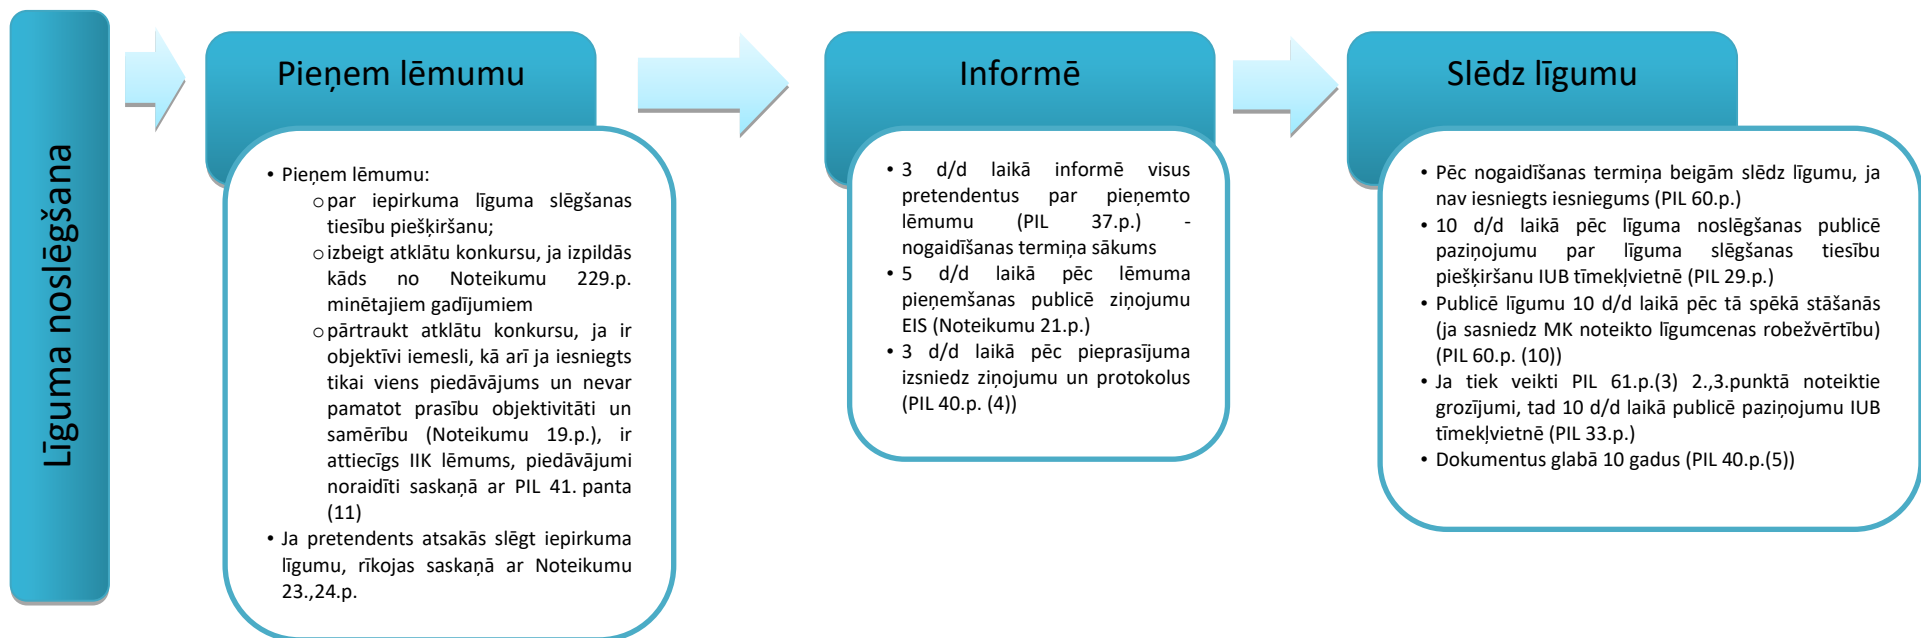 Līguma noslēgšana
Pieņem lēmumu
• Pieņem lēmumu:
o par iepirkuma līguma slēgšanas
tiesību piešķiršanu;
o izbeigt atklātu konkursu, ja izpildās
kāds no Noteikumu 229.p.
minētajiem gadījumiem
o pārtraukt atklātu konkursu, ja ir
objektīvi iemesli, kā arī ja iesniegts
tikai viens piedāvājums un nevar
pamatot prasību objektivitāti un
samērību (Noteikumu 19.p.), ir
attiecīgs IIK lēmums, piedāvājumi
noraidīti saskaņā ar PIL 41. panta
(11)
• Ja pretendents atsakās slēgt iepirkuma
līgumu, rīkojas saskaņā ar Noteikumu
23.,24.p.
Informē
• 3 d/d laikā informē visus
pretendentus par pieņemto
lēmumu (PIL 37.p.) -
nogaidīšanas termiņa sākums
• 5 d/d laikā pēc lēmuma
pieņemšanas publicē ziņojumu
EIS (Noteikumu 21.p.)
• 3 d/d laikā pēc pieprasījuma
izsniedz ziņojumu un protokolus
(PIL 40.p. (4))
Slēdz līgumu
• Pēc nogaidīšanas termiņa beigām slēdz līgumu, ja
nav iesniegts iesniegums (PIL 60.p.)
• 10 d/d laikā pēc līguma noslēgšanas publicē
paziņojumu par līguma slēgšanas tiesību
piešķiršanu IUB tīmekļvietnē (PIL 29.p.)
• Publicē līgumu 10 d/d laikā pēc tā spēkā stāšanās
(ja sasniedz MK noteikto līgumcenas robežvērtību)
(PIL 60.p. (10))
• Ja tiek veikti PIL 61.p.(3) 2.,3.punktā noteiktie
grozījumi, tad 10 d/d laikā publicē paziņojumu IUB
tīmekļvietnē (PIL 33.p.)
• Dokumentus glabā 10 gadus (PIL 40.p.(5))